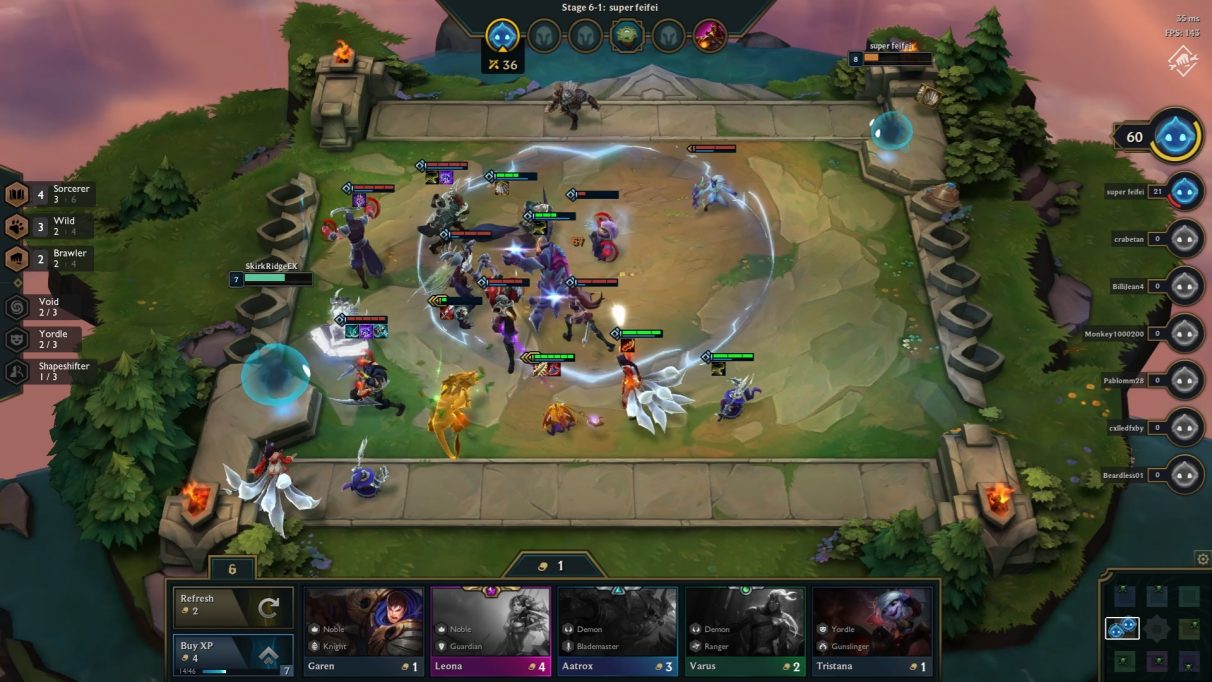 Stage 6-1: super feifei
35 ms
FPS: 143
36
super feifei
8
60
4 Sorcerer
3 : 6
super feifei 21
3 Wild
2 : 4
crabetan 0
2 Brawler
2 : 4
SkirkRidgeEX
7
67
BilliJean4 0
Void
2 / 3
Yordle
2 / 3
Monkey1000200 0
Shapeshifter
1 / 3
Pablomm28 0
cxlledfxby 0
Beardless01 0
6
1
Refresh
2
Buy XP
4
14/46
7
Noble
Knight
Garen 1
Noble
Guardian
Leona 4
Demon
Blademaster
Aatrox 3
Demon
Ranger
Varus 2
Yordle
Gunslinger
Tristana 1